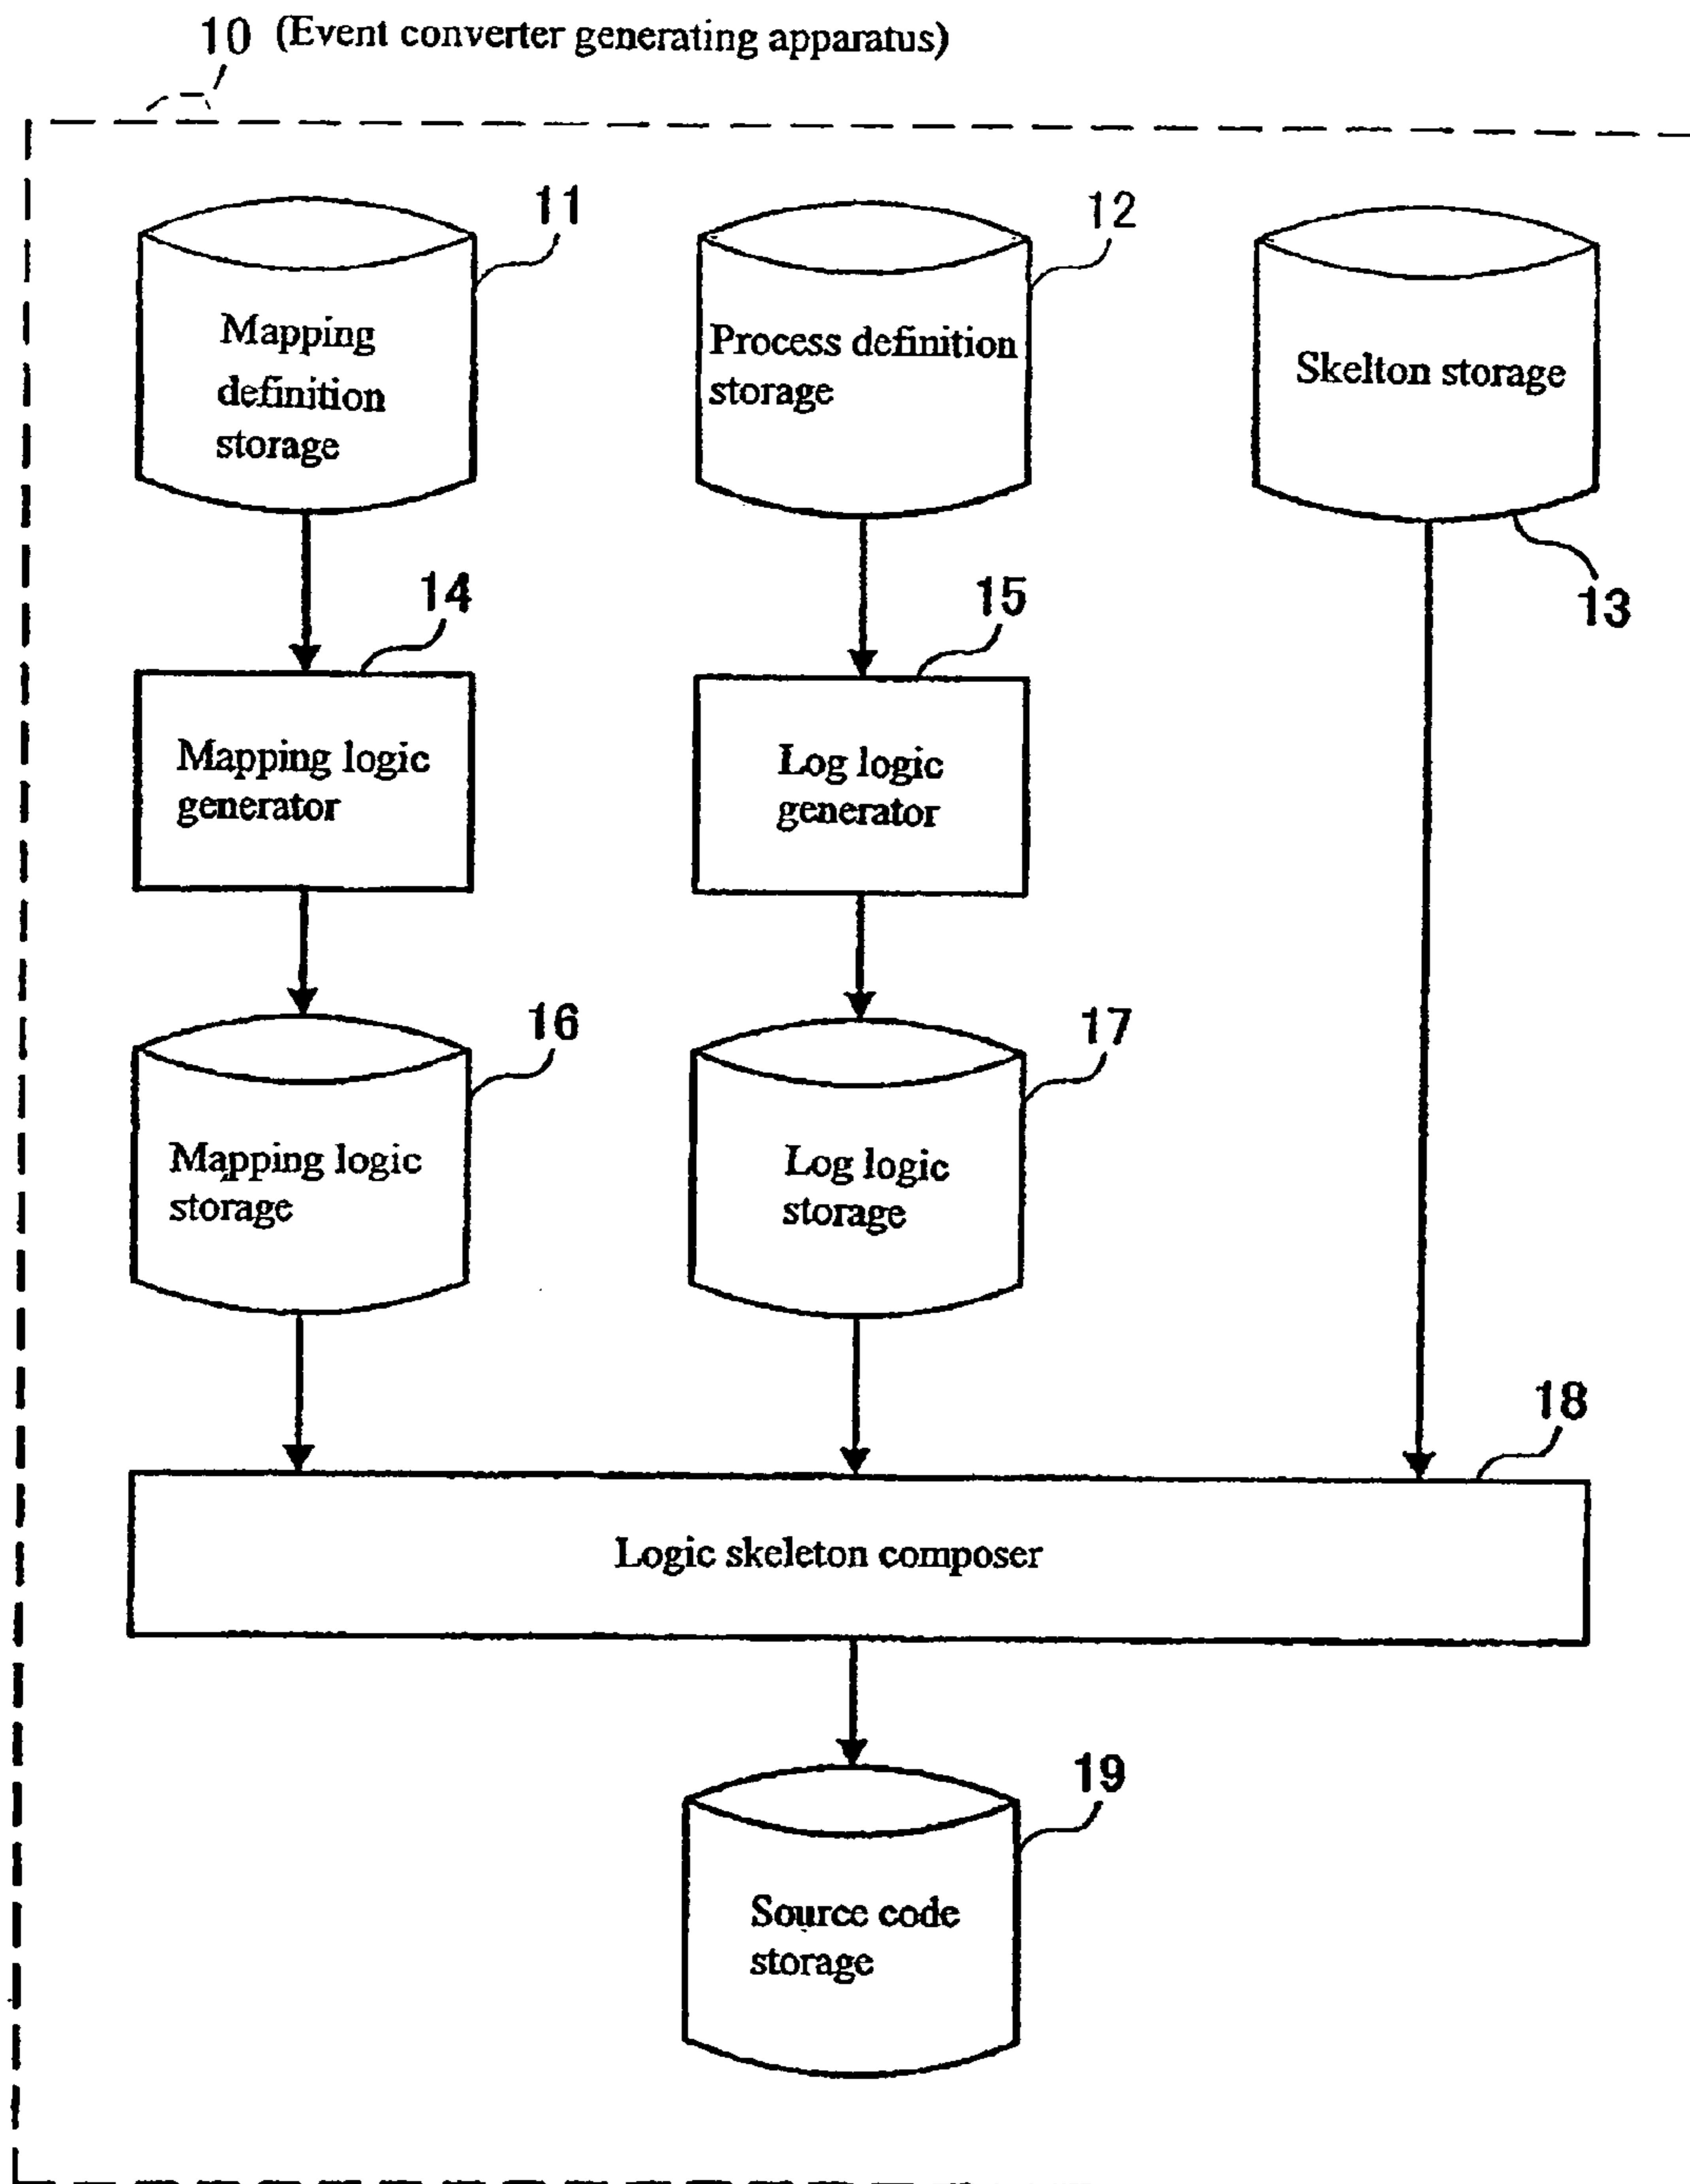 10 (Event converter generating apparatus)
11
12
Mapping
definition
storage
Process definition
storage
Skelton storage
13
14
15
Mapping logic
generator
Log logic
generator
16
17
Mapping logic
storage
Log logic
storage
18
Logic skeleton composer
19
Source code
storage